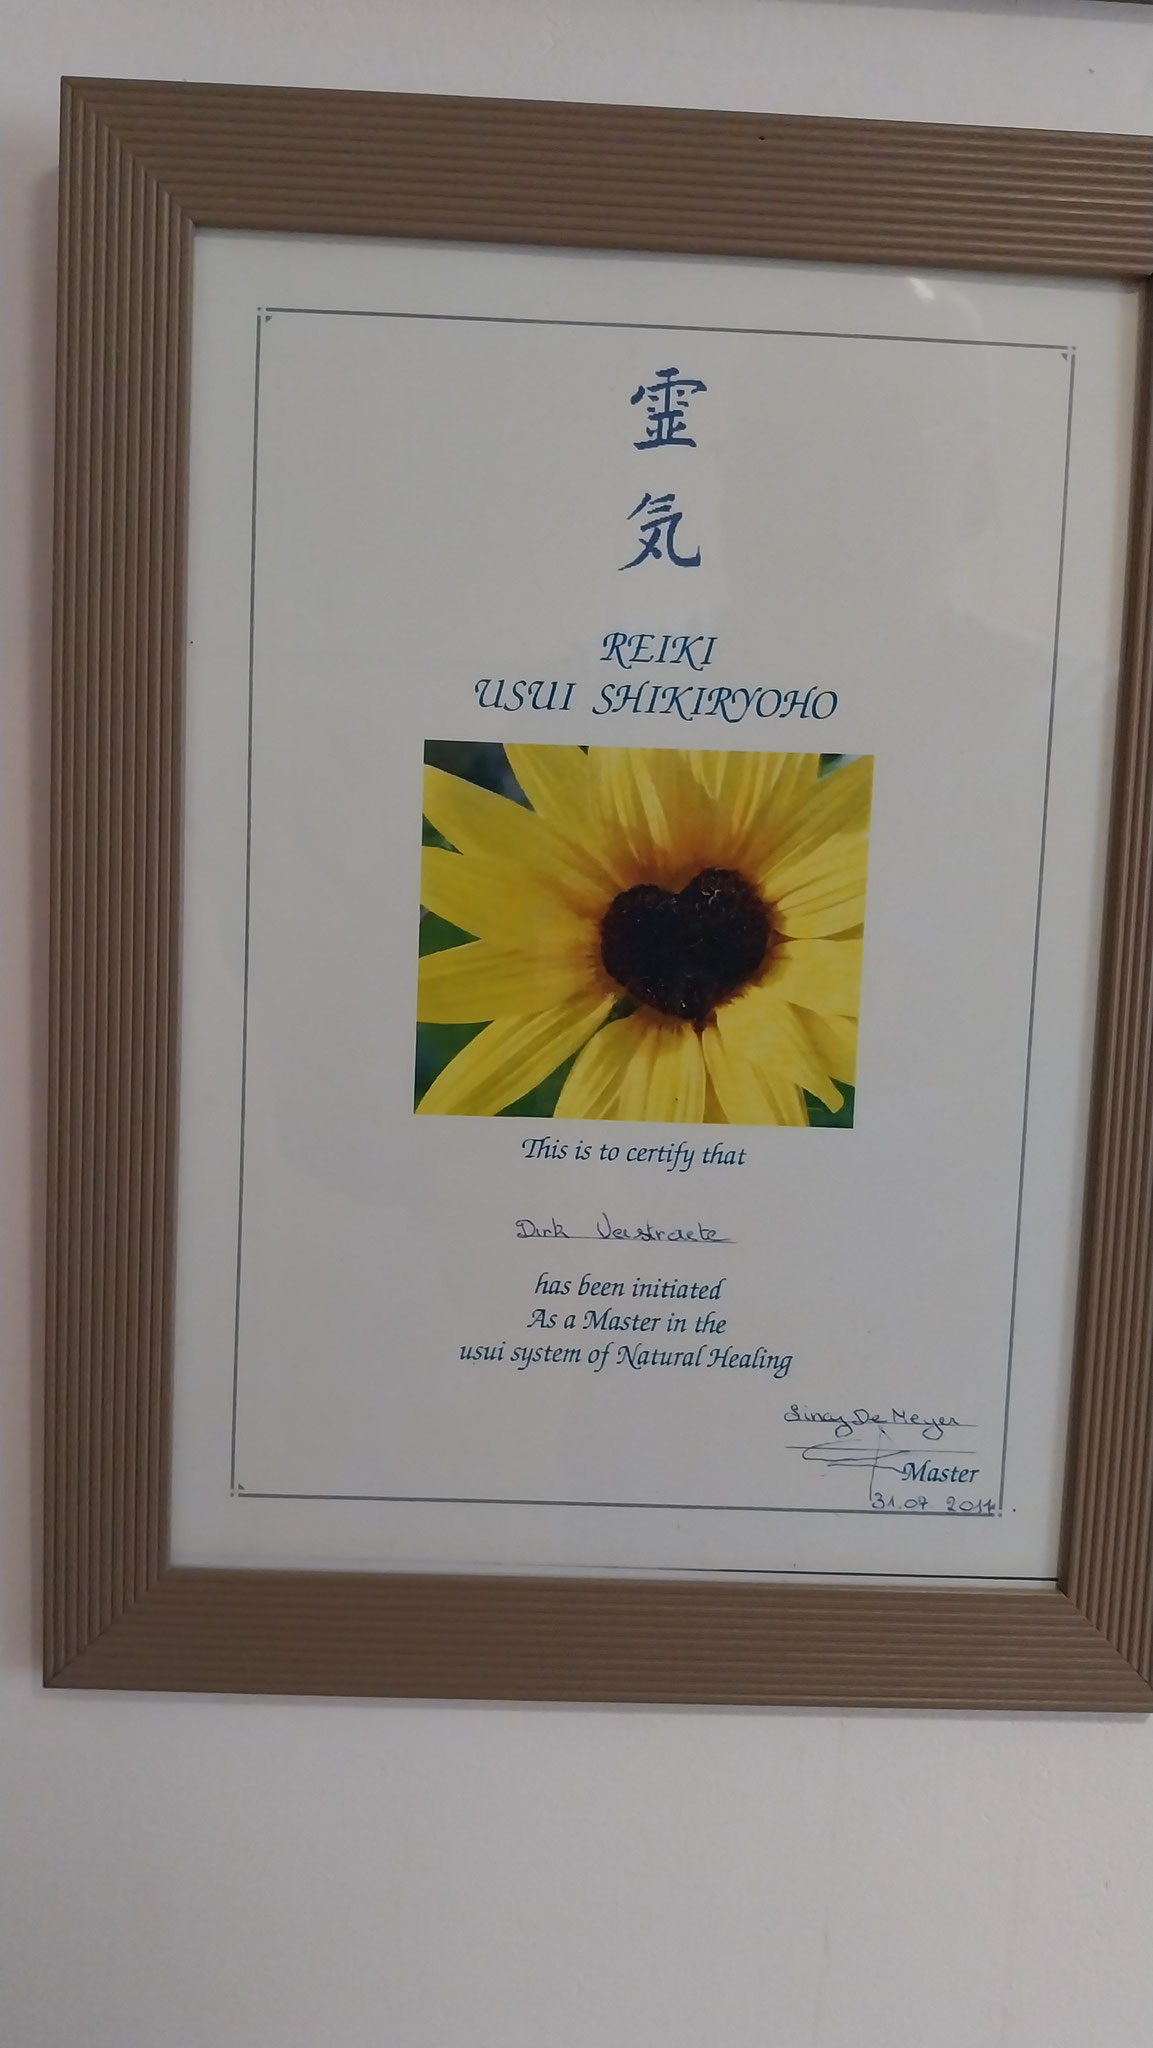 霊
気
REIKI
USUI SHIKIRYOHO
This is to certify that
Dirk Verstraete
has been initiated
As a Master in the
usui system of Natural Healing
De Meyer
Master
31.07 2011